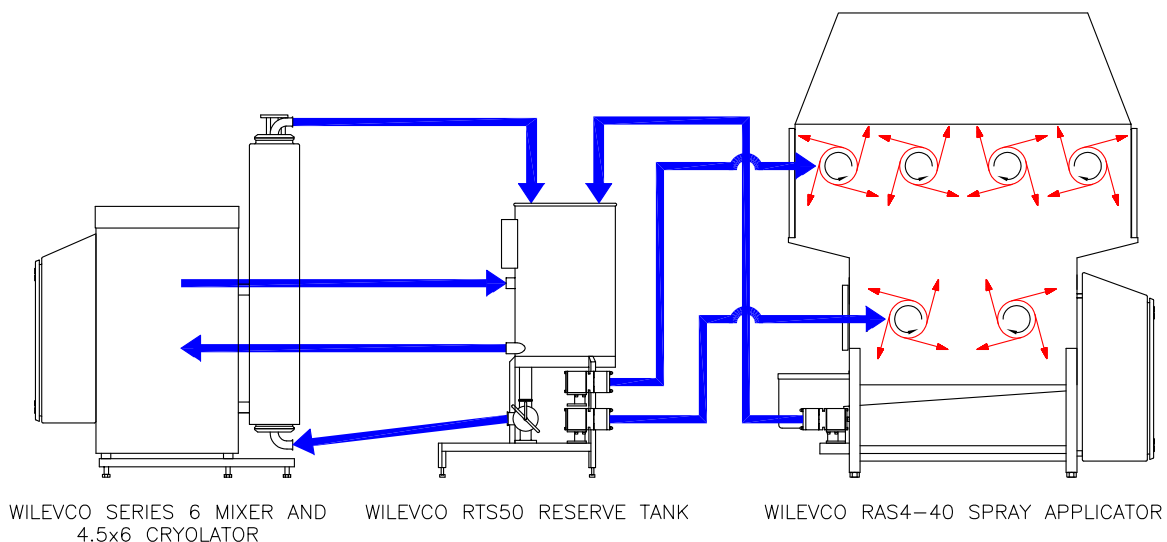 WILEVCO SERIES 6 MIXER AND
4.5x6 CRYOLATOR
WILEVCO RTS50 RESERVE TANK
WILEVCO RAS4-40 SPRAY APPLICATOR